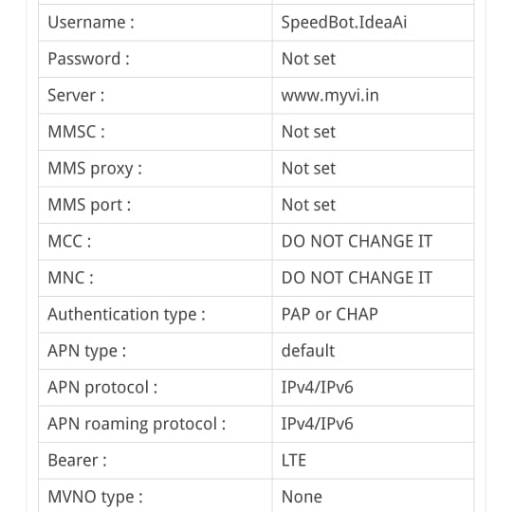 Username : SpeedBot.IdeaAi
Password : Not set
Server : www.myvi.in
MMSC : Not set
MMS proxy : Not set
MMS port : Not set
MCC : DO NOT CHANGE IT
MNC : DO NOT CHANGE IT
Authentication type : PAP or CHAP
APN type : default
APN protocol : IPv4/IPv6
APN roaming protocol : IPv4/IPv6
Bearer : LTE
MVNO type : None